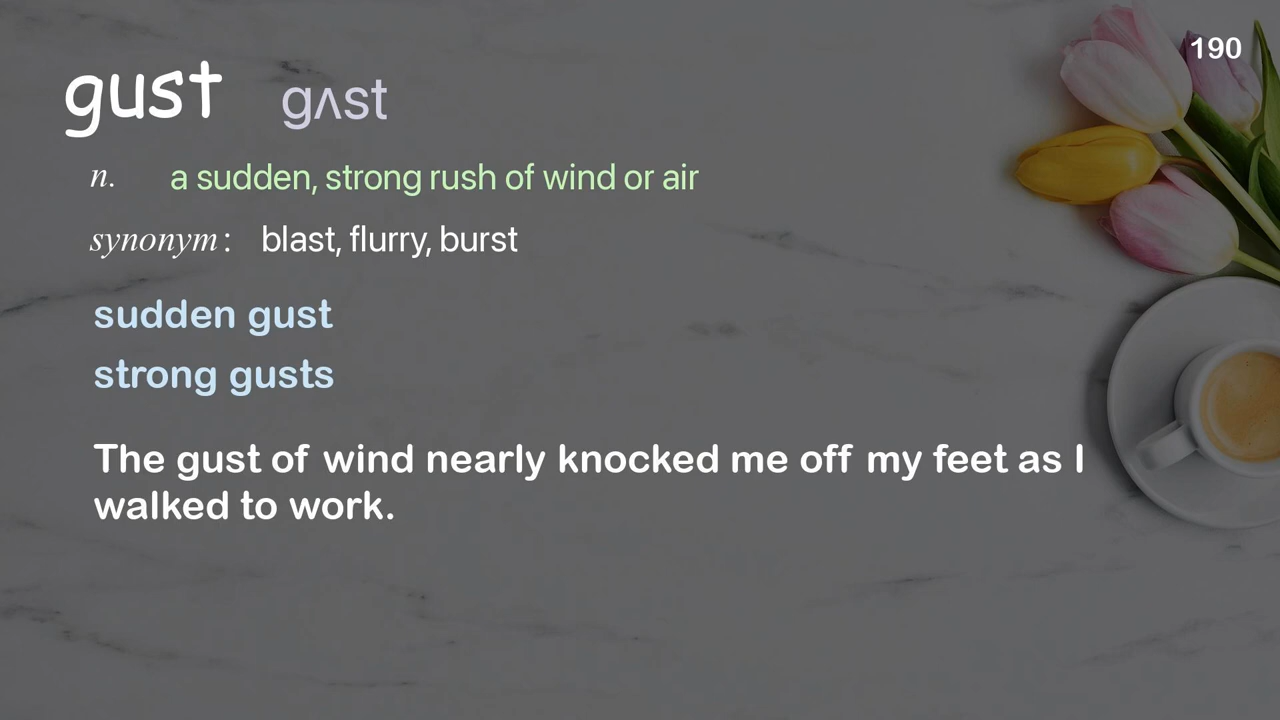 190
gust gʌst
n. a sudden, strong rush of wind or air
synonym: blast, flurry, burst
sudden gust
strong gusts
The gust of wind nearly knocked me off my feet as I
walked to work.